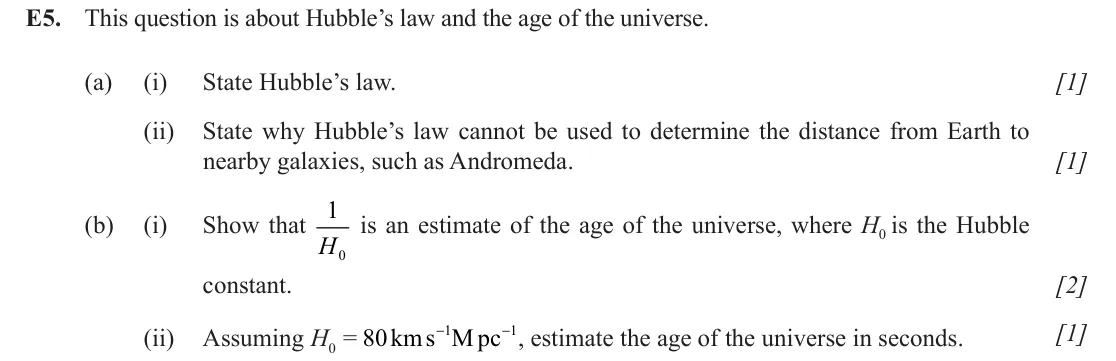 E5. This question is about Hubble's law and the age of the universe.
(a) (i) State Hubble's law. [1]
(ii) State why Hubble's law cannot be used to determine the distance from Earth to
nearby galaxies, such as Andromeda. [1]
(b) (i) Show that 1/H₀ is an estimate of the age of the universe, where H₀ is the Hubble
constant. [2]
(ii) Assuming H₀ = 80 km s⁻¹ M pc⁻¹, estimate the age of the universe in seconds. [1]